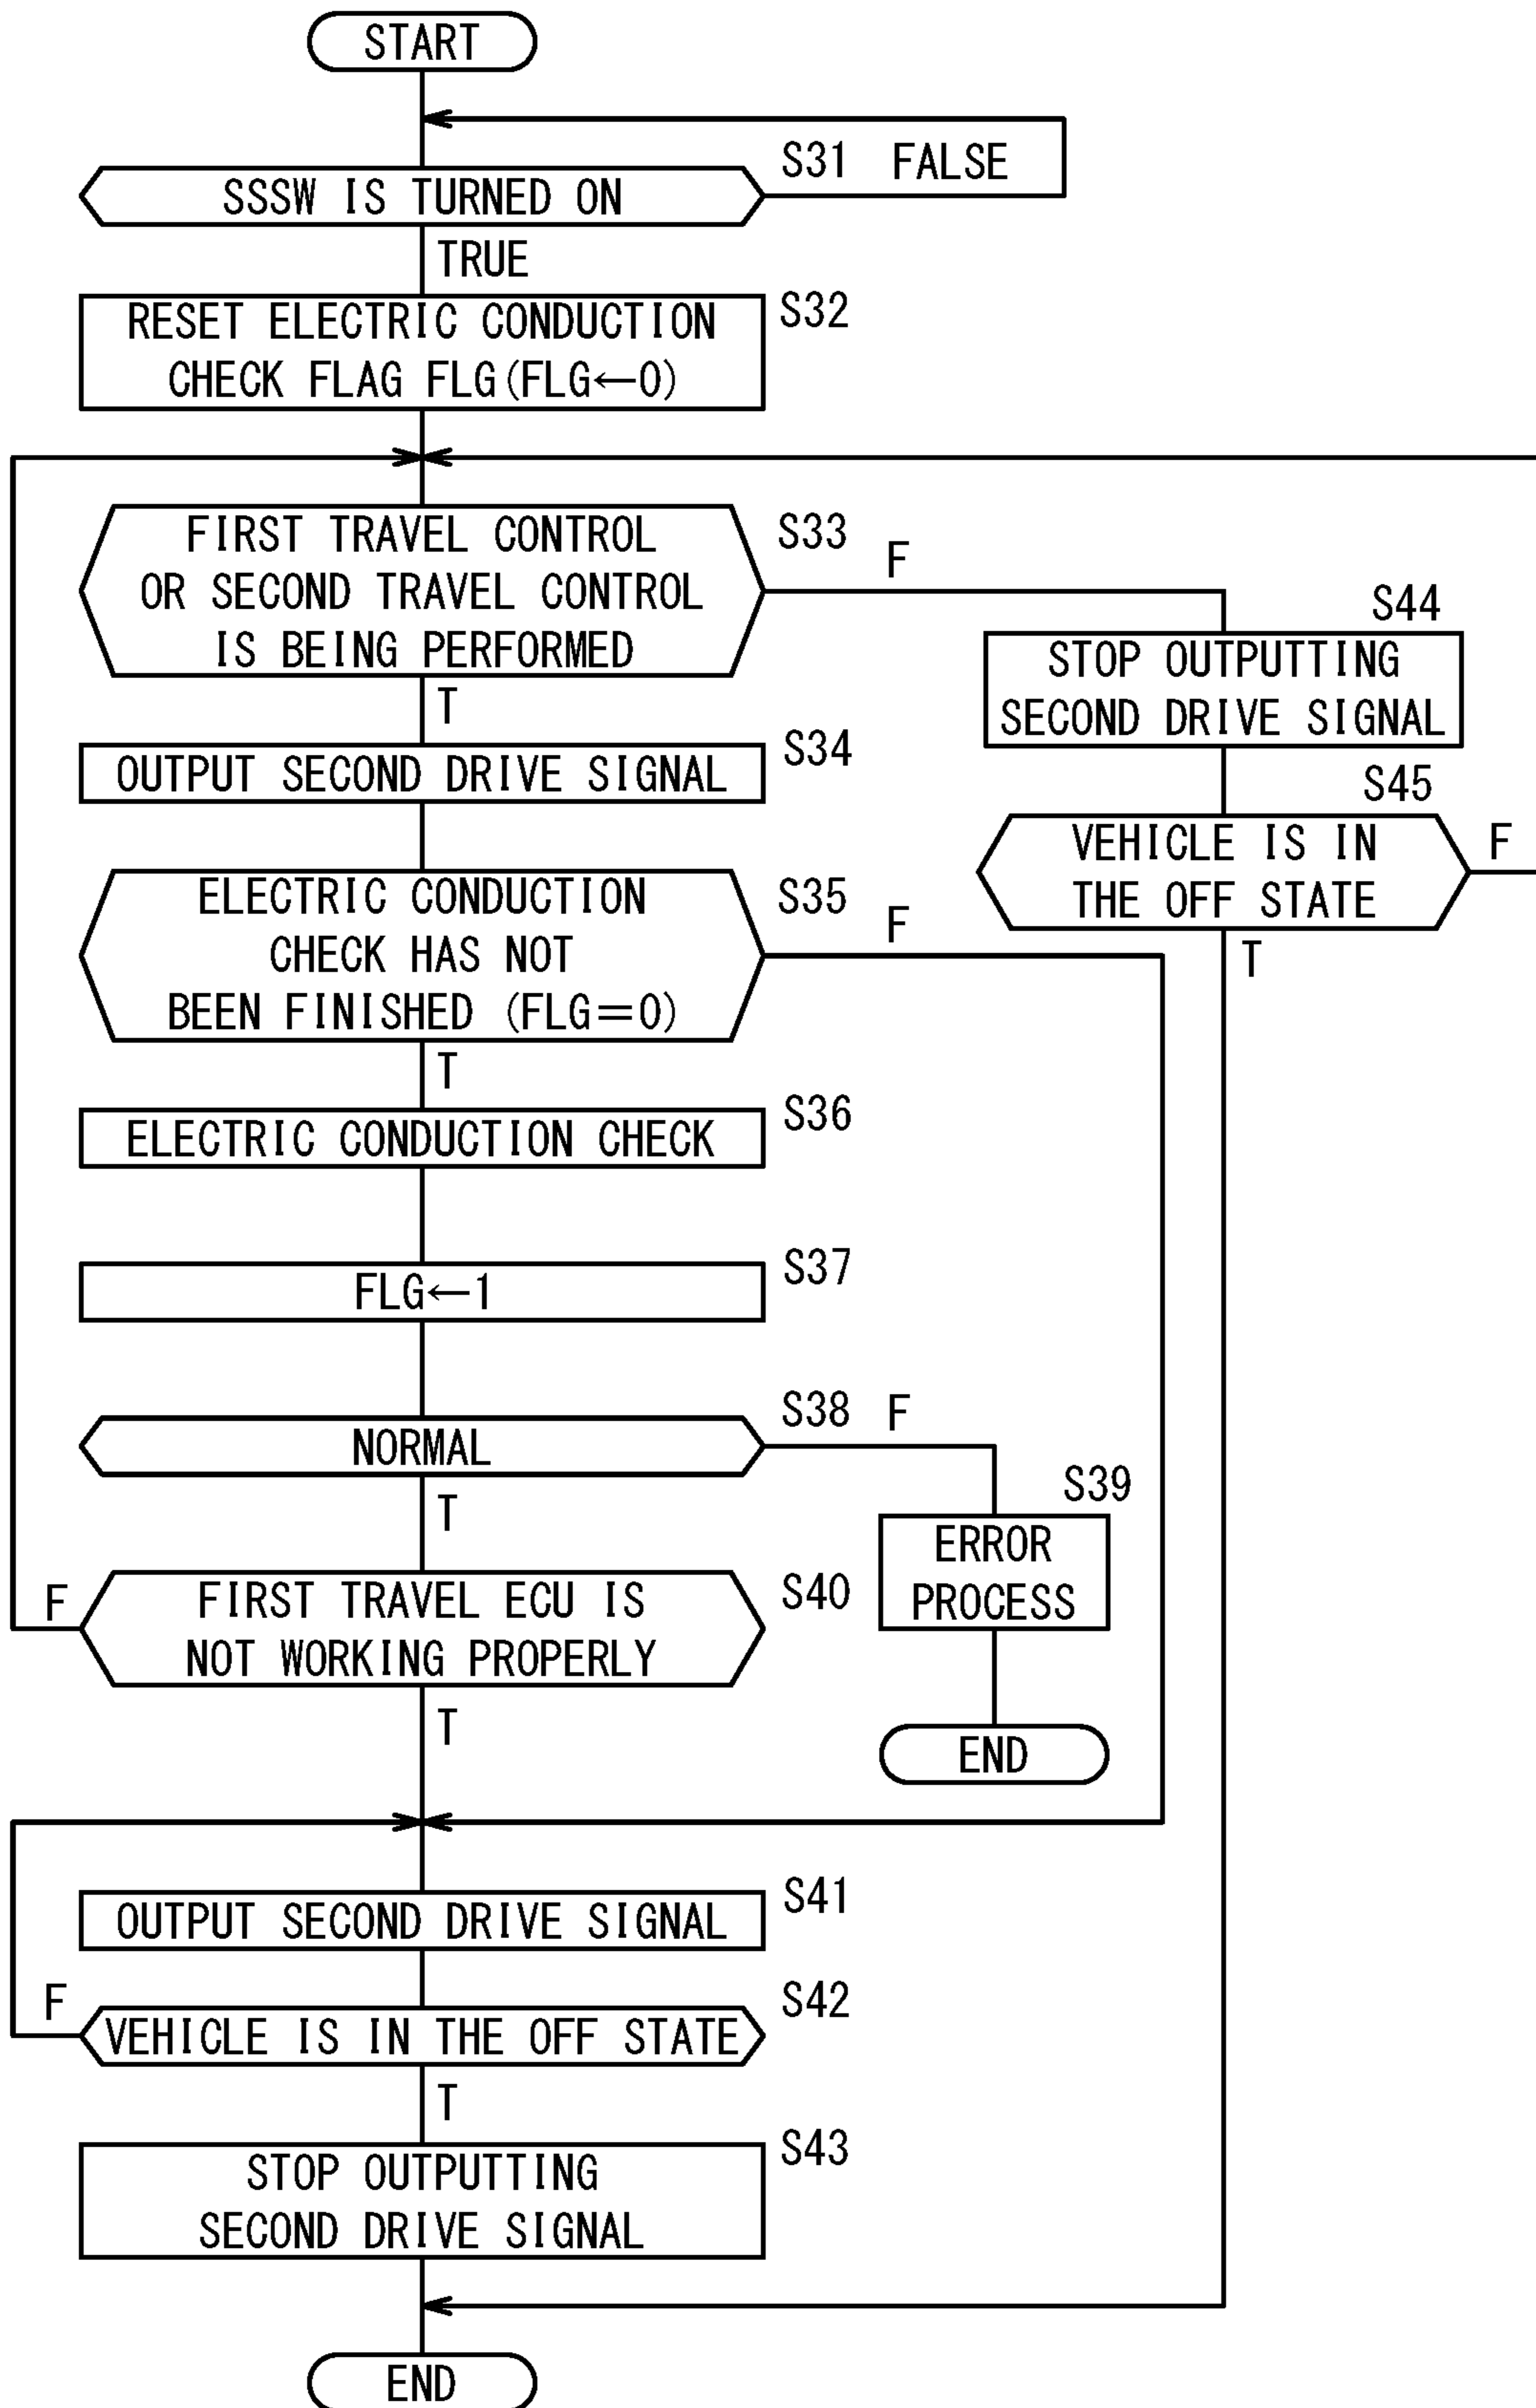 START
S31 FALSE
SSSW IS TURNED ON
TRUE
S32
RESET ELECTRIC CONDUCTION
CHECK FLAG FLG(FLG←0)
S33
F
FIRST TRAVEL CONTROL
OR SECOND TRAVEL CONTROL
IS BEING PERFORMED
T
S44
STOP OUTPUTTING
SECOND DRIVE SIGNAL
S34
OUTPUT SECOND DRIVE SIGNAL
S45
VEHICLE IS IN
THE OFF STATE
F
T
S35
F
ELECTRIC CONDUCTION
CHECK HAS NOT
BEEN FINISHED (FLG=0)
T
S36
ELECTRIC CONDUCTION CHECK
S37
FLG←1
S38 F
NORMAL
T
S39
ERROR
PROCESS
END
S40
F
FIRST TRAVEL ECU IS
NOT WORKING PROPERLY
T
S41
OUTPUT SECOND DRIVE SIGNAL
S42
F
VEHICLE IS IN THE OFF STATE
T
S43
STOP OUTPUTTING
SECOND DRIVE SIGNAL
END